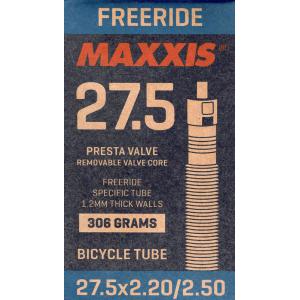 FREERIDE
MAXXIS
27.5
PRESTA VALVE
REMOVABLE VALVE CORE
FREERIDE
SPECIFIC TUBE
1.2MM THICK WALLS
306 GRAMS
BICYCLE TUBE
27.5x2.20/2.50